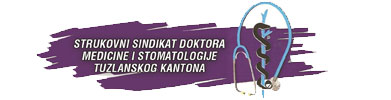 STRUKOVNI SINDIKAT DOKTORA
MEDICINE I STOMATOLOGIJE
TUZLANSKOG KANTONA